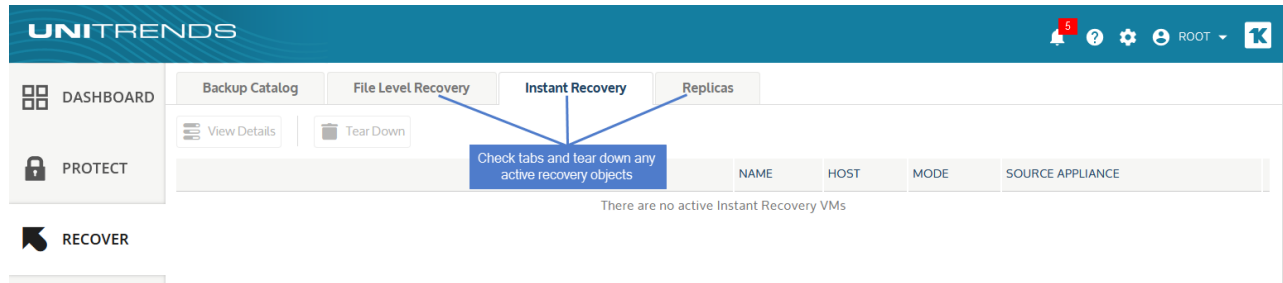 UNITRENDS
5
ROOT
DASHBOARD
PROTECT
RECOVER
Backup Catalog File Level Recovery Instant Recovery Replicas
View Details Tear Down
Check tabs and tear down any
active recovery objects
NAME HOST MODE SOURCE APPLIANCE
There are no active Instant Recovery VMs